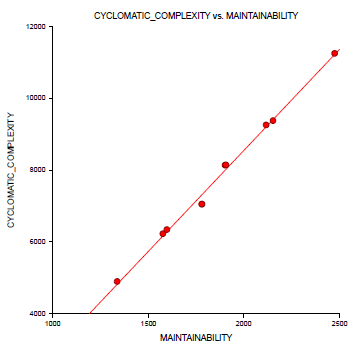 CYCLOMATIC_COMPLEXITY vs. MAINTAINABILITY
12000
10000
8000
6000
4000
CYCLOMATIC_COMPLEXITY
1000 1500 2000 2500
MAINTAINABILITY